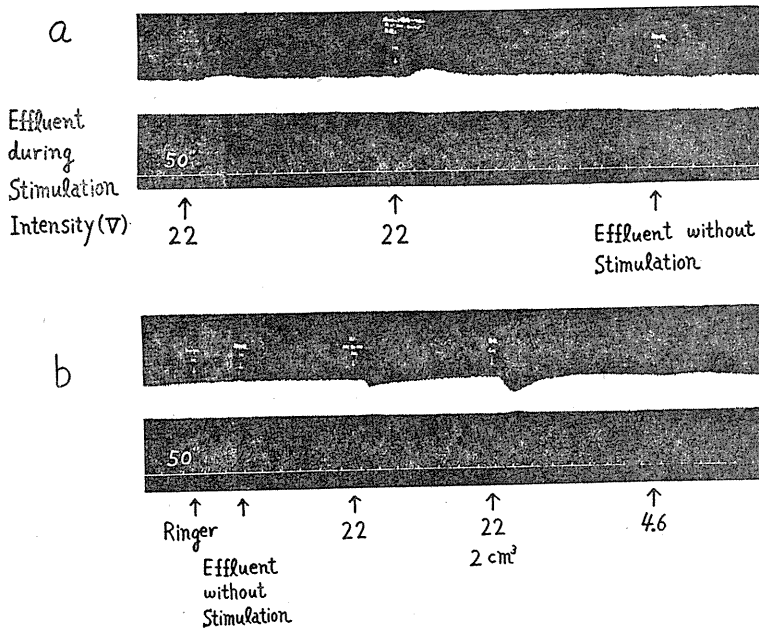 a
Effluent
during
Stimulation
Intensity (V)
50
22
22
Effluent without
Stimulation
b
50
Ringer
Effluent
without
Stimulation
22
22
2 cm³
4.6